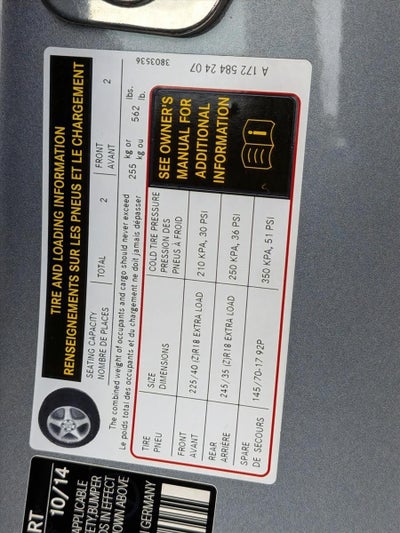 TIRE AND LOADING INFORMATION
RENSEIGNEMENTS SUR LES PNEUS ET LE CHARGEMENT
SEATING CAPACITY
NOMBRE DE PLACES
TOTAL 2
FRONT
AVANT 2
The combined weight of occupants and cargo should never exceed 255 kg or 562 lbs.
Le poids total des occupants et du chargement ne doit jamais dépasser kg ou lb.
TIRE
PNEU
SIZE
DIMENSIONS
COLD TIRE PRESSURE
PRESSION DES
PNEUS À FROID
FRONT
AVANT
225/40 (Z)R18 EXTRA LOAD
210 KPA, 30 PSI
REAR
ARRIERE
245/35 (Z)R18 EXTRA LOAD
250 KPA, 36 PSI
SPARE
DE SECOURS
145/70-17 92P
350 KPA, 51 PSI
SEE OWNER'S
MANUAL FOR
ADDITIONAL
INFORMATION
3803536
A 172 584 24 07
RT 10/14
APPLICABLE
ETY,BUMPER
DS IN EFFECT
OWN ABOVE
N GERMANY